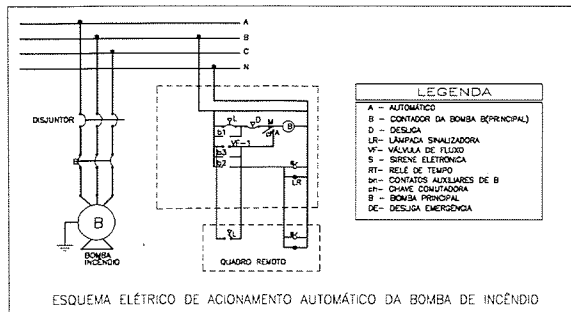 A
B
C
N
DISJUNTOR
B
L
D
M
B
b1
A
VF-1
b3
b2
LR
B
BOMBA
INCÊNDIO
L
QUADRO REMOTO
LEGENDA
A - AUTOMÁTICO
B - CONTADOR DA BOMBA B(PRINCIPAL)
D - DESLIGA
LR- LÂMPADA SINALIZADORA
VF- VÁLVULA DE FLUXO
S - SIRENE ELETRONICA
RT- RELÉ DE TEMPO
bn- CONTATOS AUXILIARES DE B
ch- CHAVE COMUTADORA
B - BOMBA PRINCIPAL
DE- DESLIGA EMERGÊNCIA
ESQUEMA ELÉTRICO DE ACIONAMENTO AUTOMÁTICO DA BOMBA DE INCÊNDIO